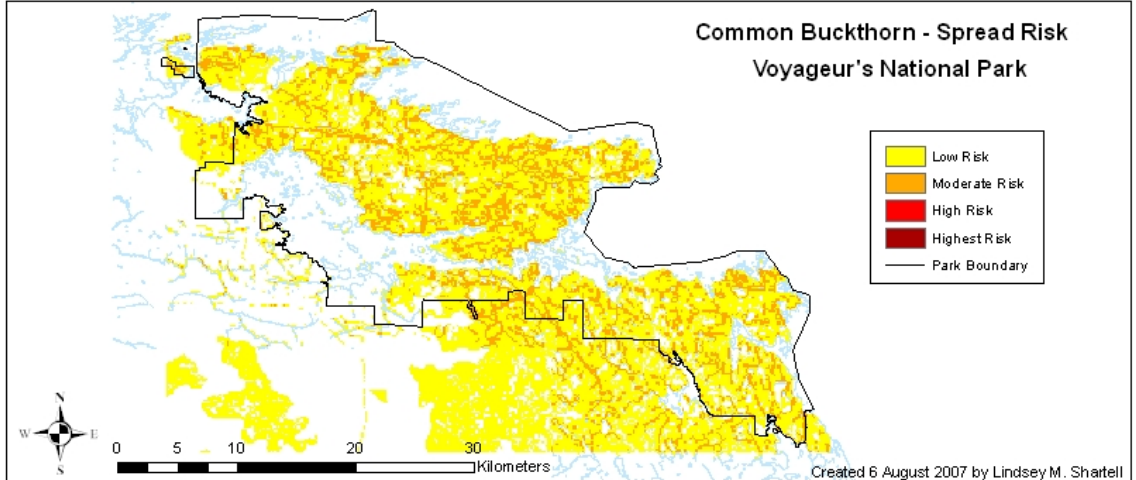 Common Buckthorn - Spread Risk
Voyageur's National Park
Low Risk
Moderate Risk
High Risk
Highest Risk
Park Boundary
N
W E
S
0 5 10 20 30
Kilometers
Created 6 August 2007 by Lindsey M. Shartell